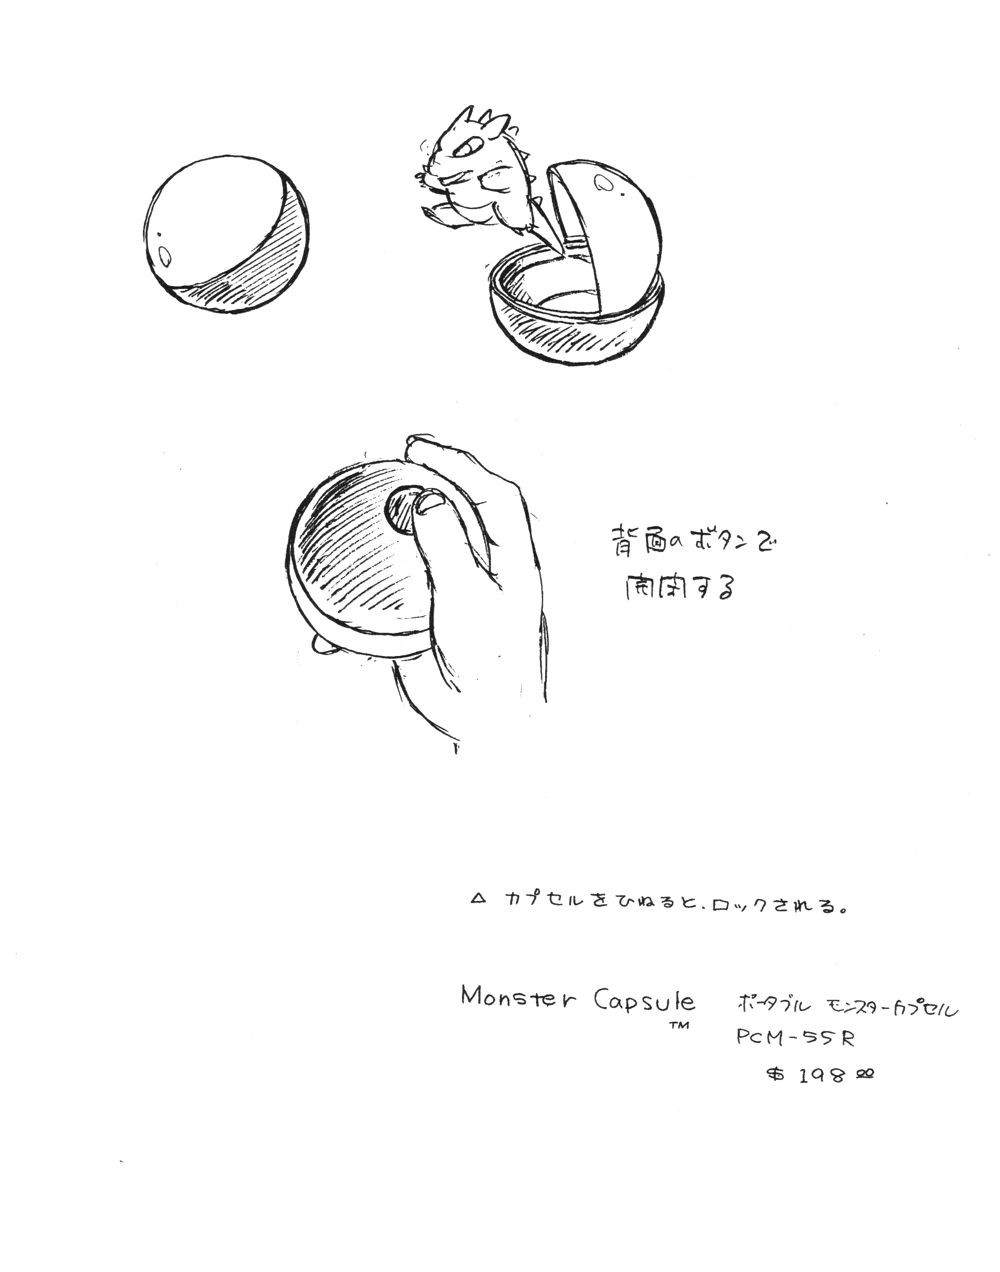 背面のボタンで
開閉する
△ カプセルをひねると、ロックされる。
Monster Capsule
TM
ポータブル モンスターカプセル
PCM-55R
$ 198 00